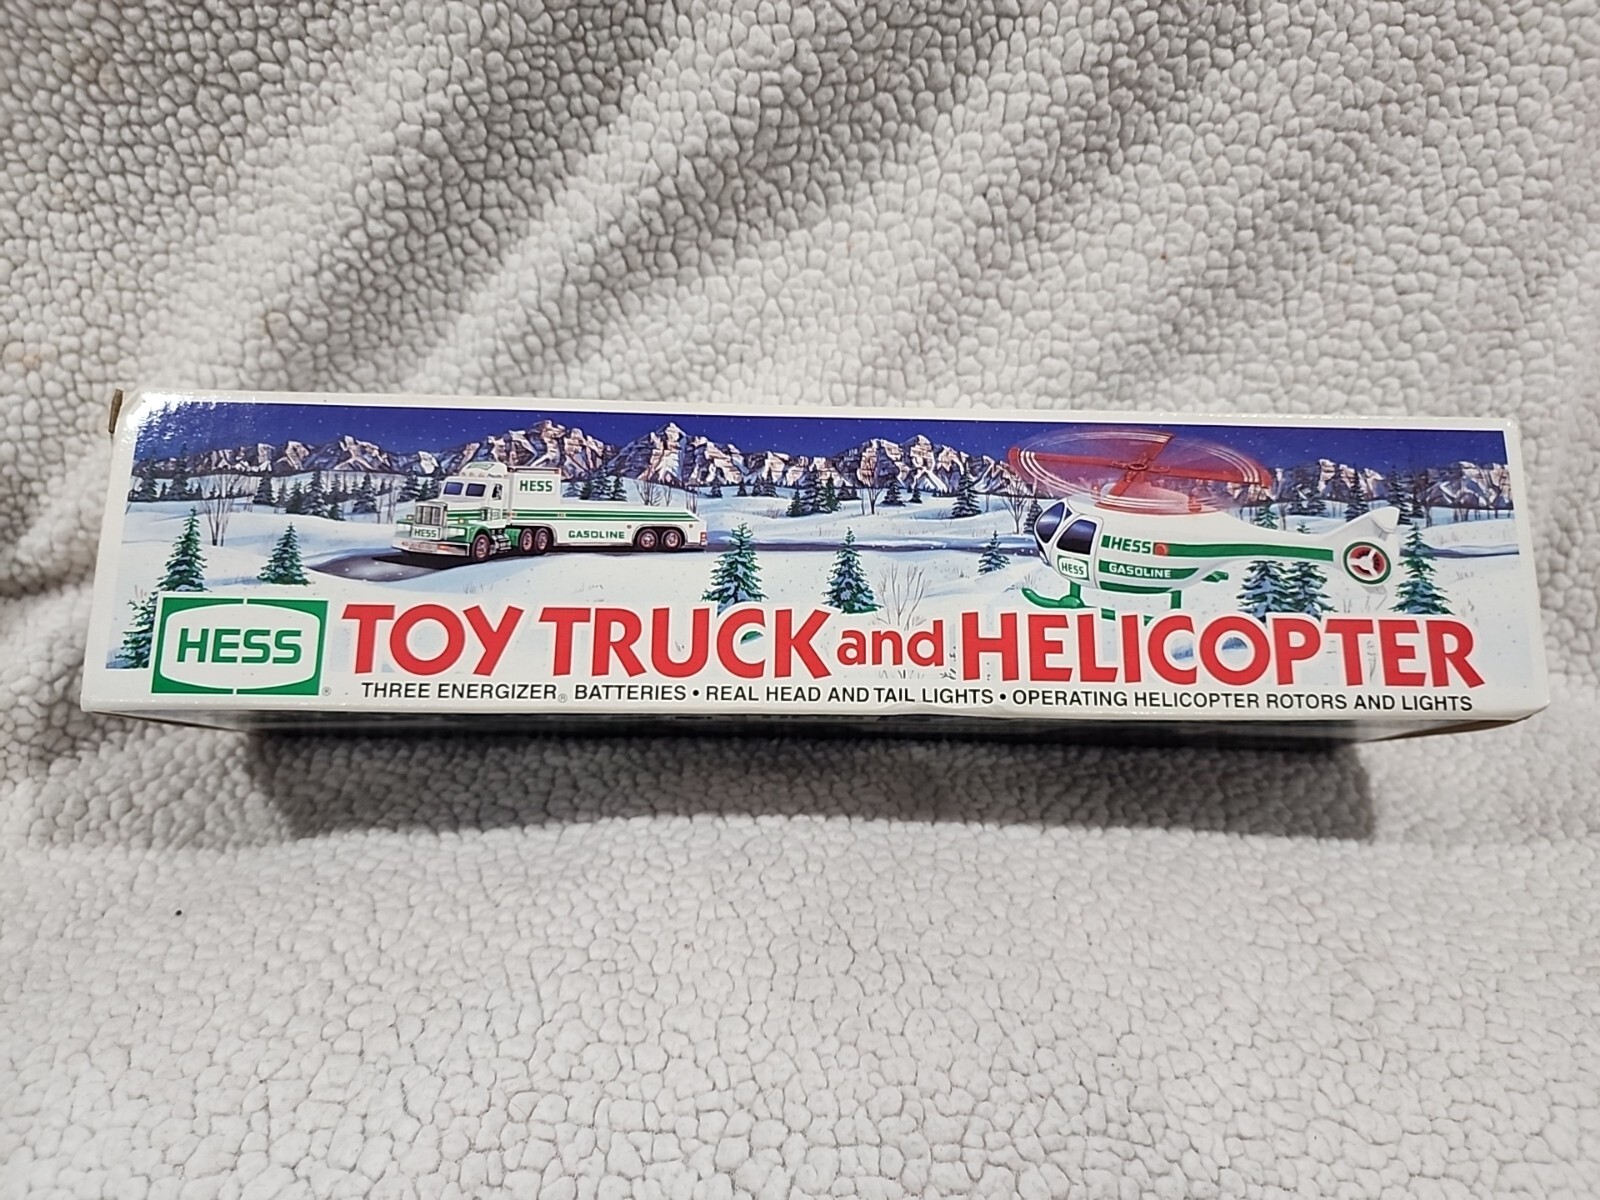 HESS
GASOLINE
HESS
HESS
GASOLINE
HESS
HESS
®
TOY TRUCK and HELICOPTER
THREE ENERGIZER® BATTERIES • REAL HEAD AND TAIL LIGHTS • OPERATING HELICOPTER ROTORS AND LIGHTS